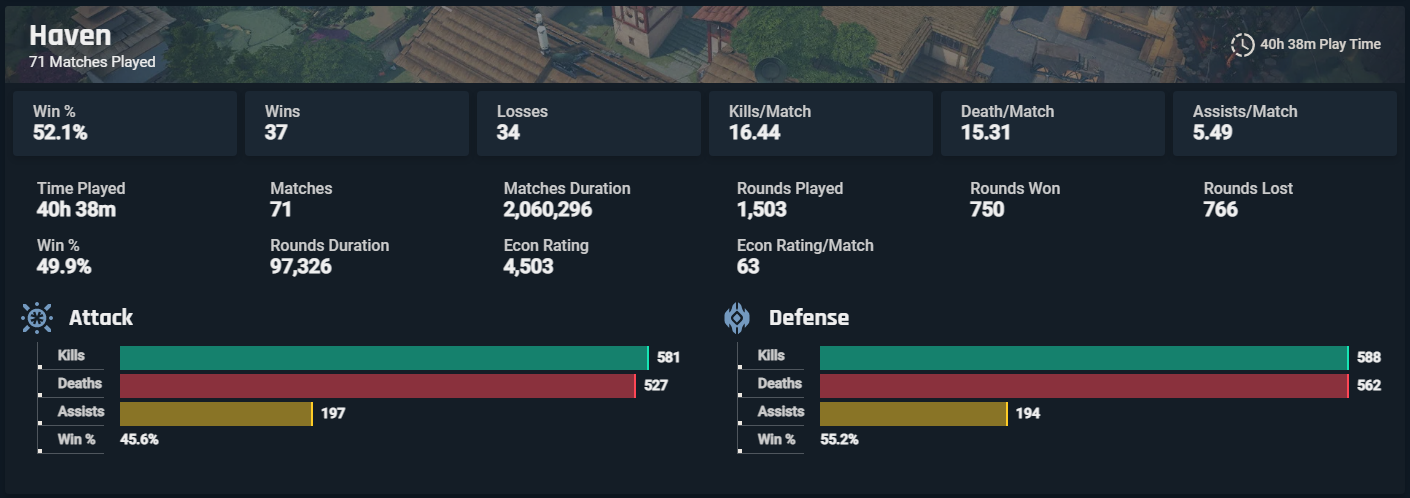 Haven
71 Matches Played
40h 38m Play Time
Win % Wins Losses Kills/Match Death/Match Assists/Match
52.1% 37 34 16.44 15.31 5.49
Time Played Matches Matches Duration Rounds Played Rounds Won Rounds Lost
40h 38m 71 2,060,296 1,503 750 766
Win % Rounds Duration Econ Rating Econ Rating/Match
49.9% 97,326 4,503 63
Attack
Kills 581
Deaths 527
Assists 197
Win % 45.6%
Defense
Kills 588
Deaths 562
Assists 194
Win % 55.2%